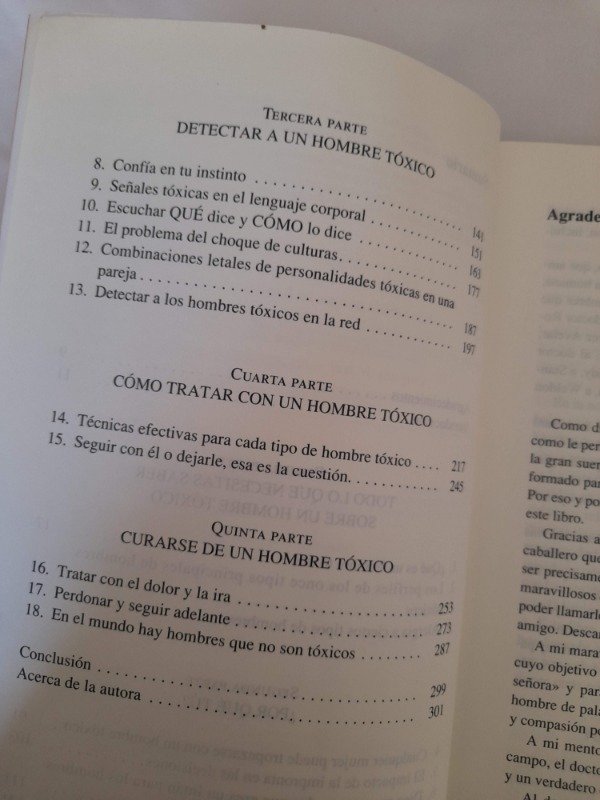 TERCERA PARTE
DETECTAR A UN HOMBRE TÓXICO
8. Confía en tu instinto . . . . . . . . . . . . . . . . . . . . . 141
9. Señales tóxicas en el lenguaje corporal . . . . . . . . . 151
10. Escuchar QUÉ dice y CÓMO lo dice . . . . . . . . . . 163
11. El problema del choque de culturas. . . . . . . . . . . 177
12. Combinaciones letales de personalidades tóxicas en una
pareja . . . . . . . . . . . . . . . . . . . . . . . . . . . . 187
13. Detectar a los hombres tóxicos en la red . . . . . . . . 197
CUARTA PARTE
CÓMO TRATAR CON UN HOMBRE TÓXICO
14. Técnicas efectivas para cada tipo de hombre tóxico . . . . 217
15. Seguir con él o dejarle, esa es la cuestión. . . . . . . . . 245
QUINTA PARTE
CURARSE DE UN HOMBRE TÓXICO
16. Tratar con el dolor y la ira . . . . . . . . . . . . . . . . 253
17. Perdonar y seguir adelante . . . . . . . . . . . . . . . . 273
18. En el mundo hay hombres que no son tóxicos . . . . . . . 287
Conclusión . . . . . . . . . . . . . . . . . . . . . . . . . . 299
Acerca de la autora . . . . . . . . . . . . . . . . . . . . . 301
Agrade
Como d
como le pe
la gran suer
formado par
Por eso y po
este libro.
Gracias a
caballero que
ser precisame
maravillosos
poder llamarle
amigo. Desca
A mi mara
cuyo objetivo
señora» y para
hombre de pala
y compasión po
A mi mento
campo, el docto
y un verdadero